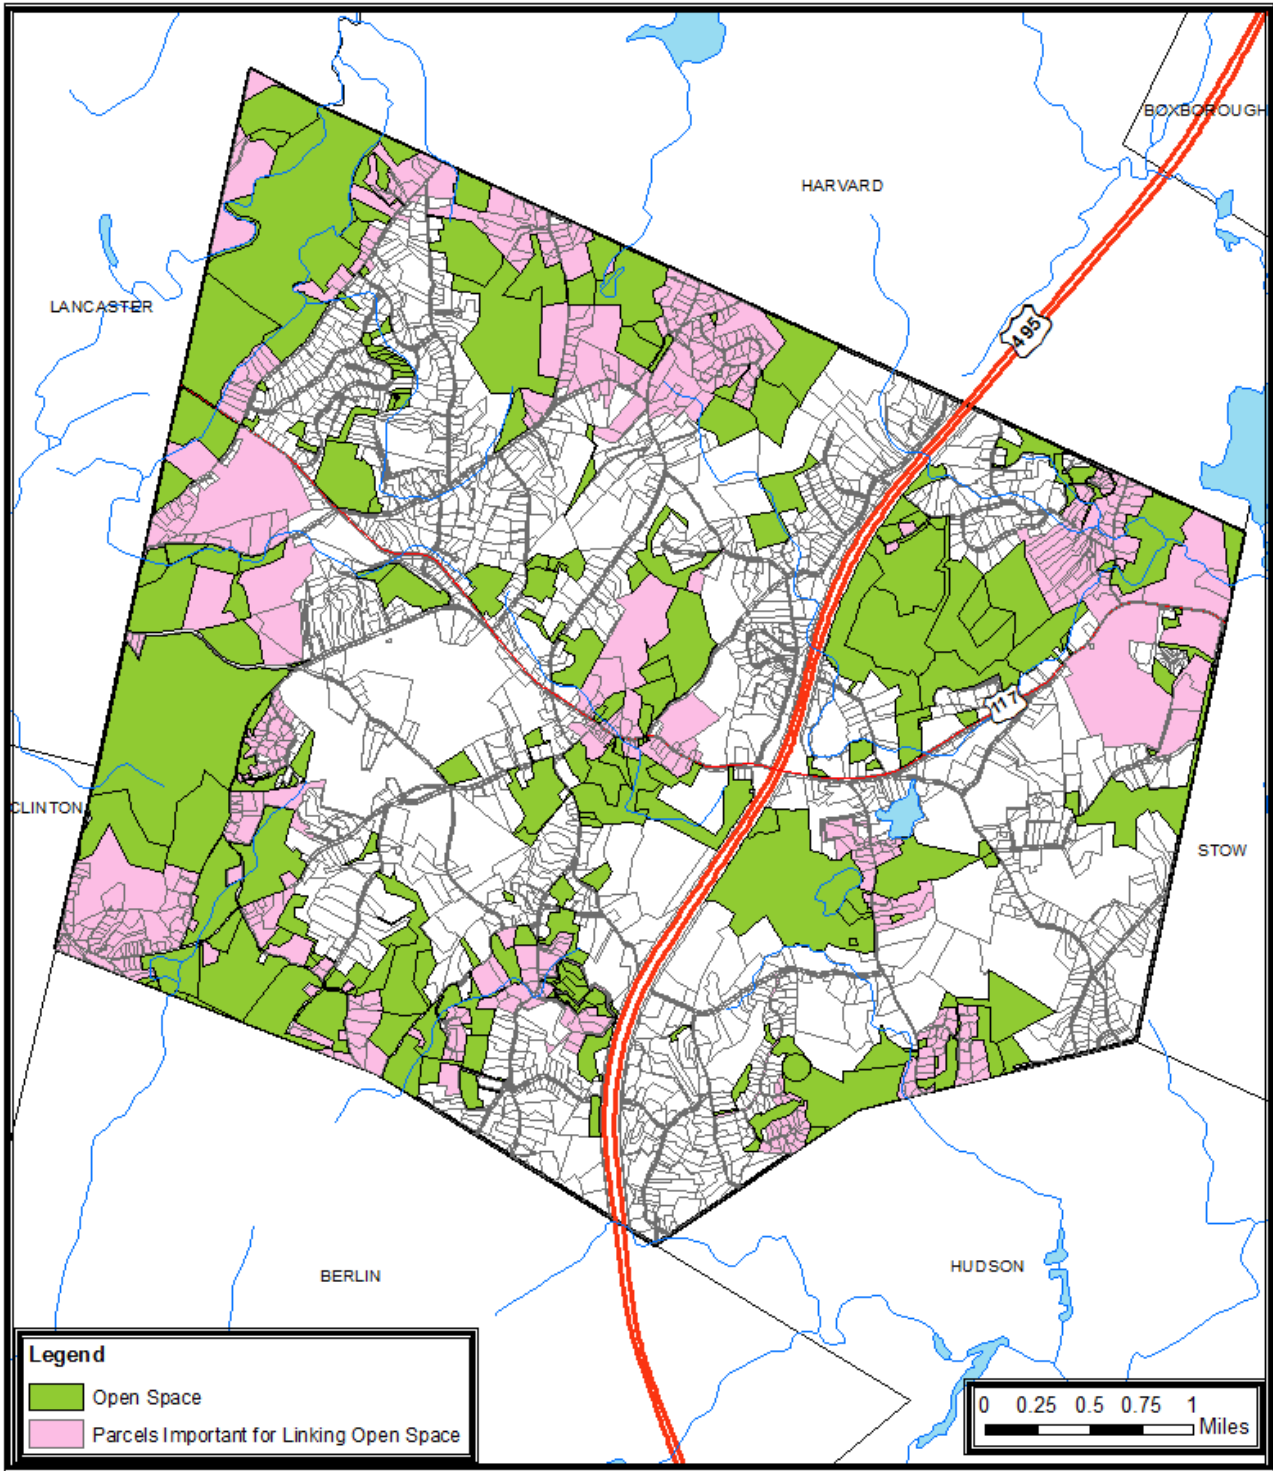 BOXBOROUGH
HARVARD
LANCASTER
495
117
CLINTON
STOW
HUDSON
BERLIN
Legend
Open Space
Parcels Important for Linking Open Space
0 0.25 0.5 0.75 1
Miles